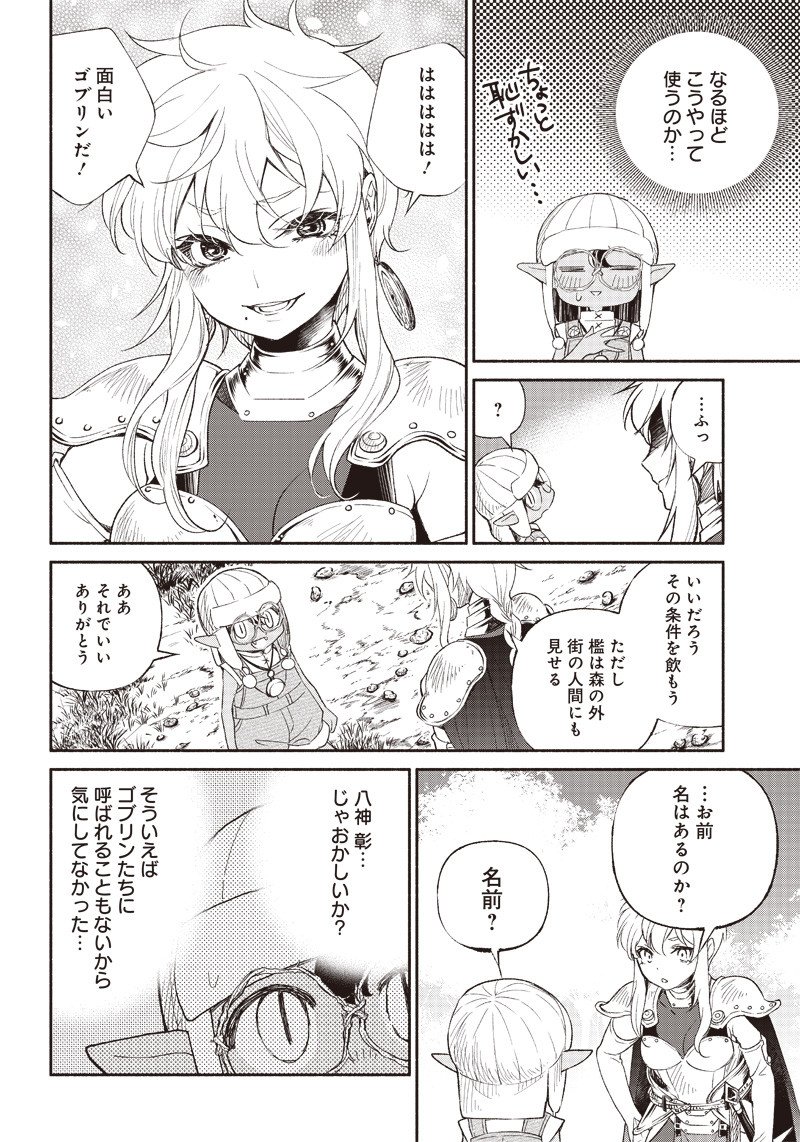 なるほど
こうやって
使うのか…
ちょっと
恥ずかしい…
…ふっ
?
はははははは!
面白い
ゴブリンだ!
いいだろう
その条件を飲もう
ただし
檻は森の外
街の人間にも
見せる
ああ
それでいい
ありがとう
…お前
名はあるのか?
名前?
八神 彰…
じゃおかしいか?
そういえば
ゴブリンたちに
呼ばれることもないから
気にしてなかった…